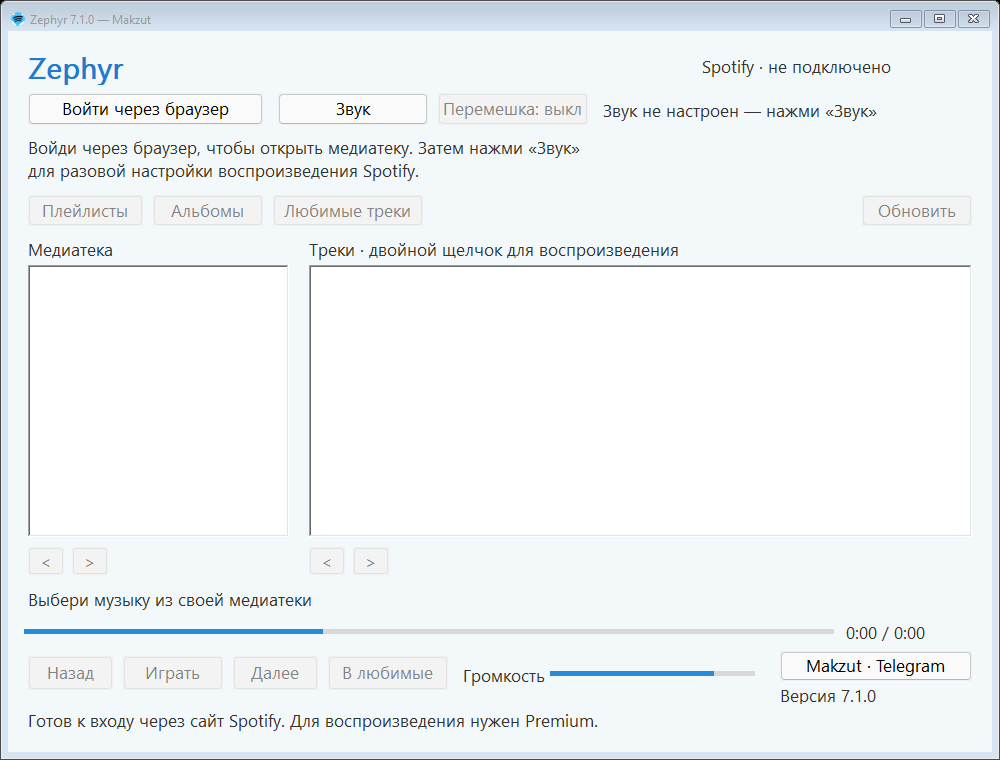 Zephyr 7.1.0 — Makzut
Zephyr
Spotify · не подключено
Войти через браузер
Звук
Перемешка: выкл
Звук не настроен — нажми «Звук»
Войди через браузер, чтобы открыть медиатеку. Затем нажми «Звук»
для разовой настройки воспроизведения Spotify.
Плейлисты
Альбомы
Любимые треки
Обновить
Медиатека
Треки · двойной щелчок для воспроизведения
<
>
<
>
Выбери музыку из своей медиатеки
0:00 / 0:00
Назад
Играть
Далее
В любимые
Громкость
Makzut · Telegram
Версия 7.1.0
Готов к входу через сайт Spotify. Для воспроизведения нужен Premium.